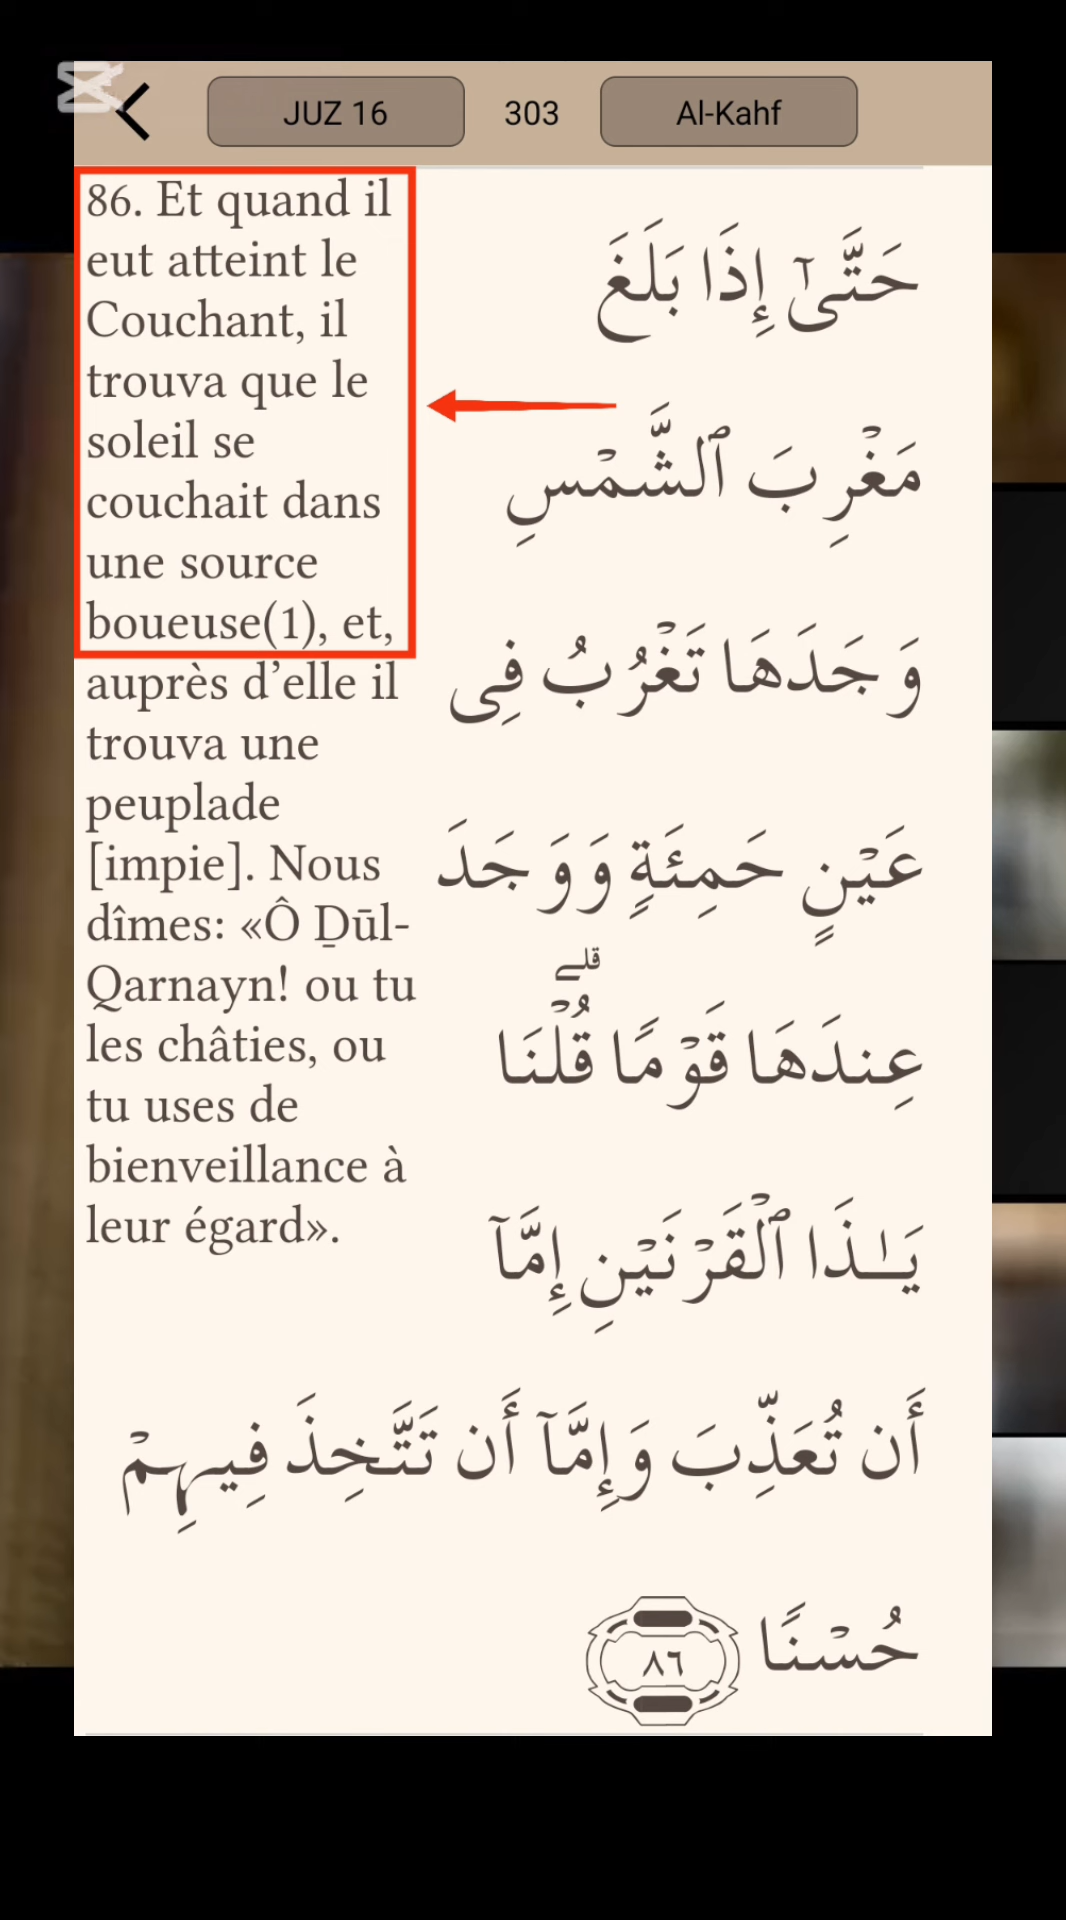 JUZ 16
303
Al-Kahf
86. Et quand il
eut atteint le
Couchant, il
trouva que le
soleil se
couchait dans
une source
boueuse(1), et,
auprès d’elle il
trouva une
peuplade
[impie]. Nous
dîmes: «Ô Ḏūl-
Qarnayn! ou tu
les châties, ou
tu uses de
bienveillance à
leur égard».
حَتَّىٰٓ إِذَا بَلَغَ
مَغۡرِبَ ٱلشَّمۡسِ
وَجَدَهَا تَغۡرُبُ فِي
عَيۡنٍ حَمِئَةٖ وَوَجَدَ
عِندَهَا قَوۡمٗاۖ قُلۡنَا
يَٰذَا ٱلۡقَرۡنَيۡنِ إِمَّآ
أَن تُعَذِّبَ وَإِمَّآ أَن تَتَّخِذَ فِيهِمۡ
حُسۡنٗا ٨٦